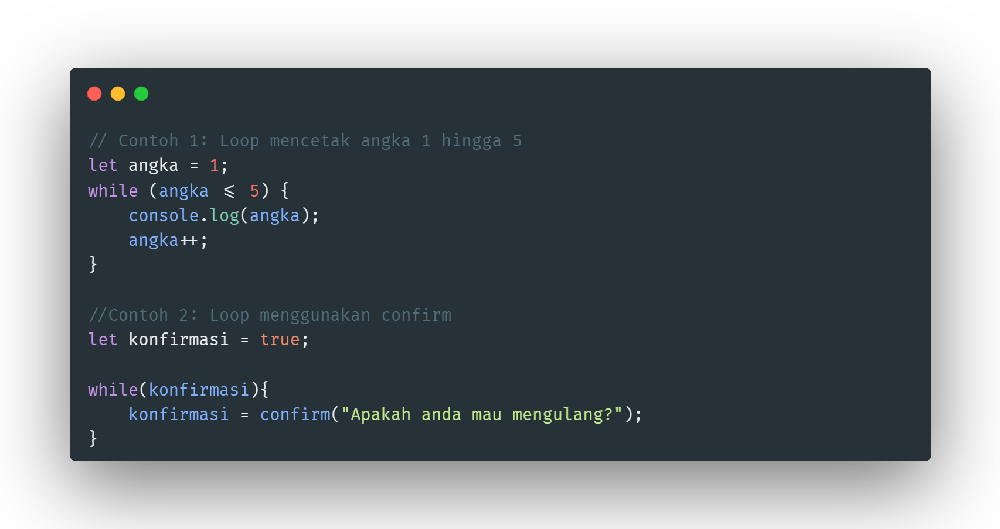 // Contoh 1: Loop mencetak angka 1 hingga 5
let angka = 1;
while (angka <= 5) {
    console.log(angka);
    angka++;
}
//Contoh 2: Loop menggunakan confirm
let konfirmasi = true;
while(konfirmasi){
    konfirmasi = confirm("Apakah anda mau mengulang?");
}